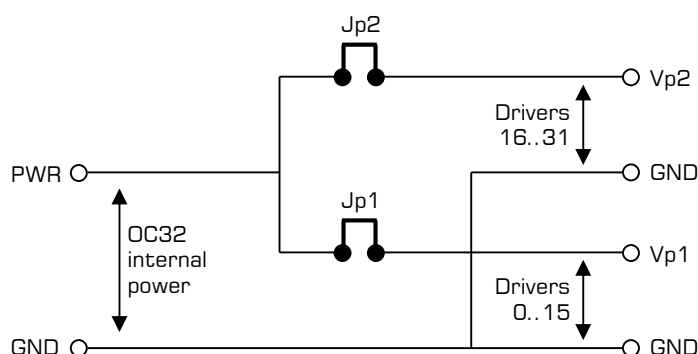 Jp2
Vp2
Drivers
16..31
PWR
GND
Jp1
OC32
internal
power
Vp1
Drivers
0..15
GND
GND